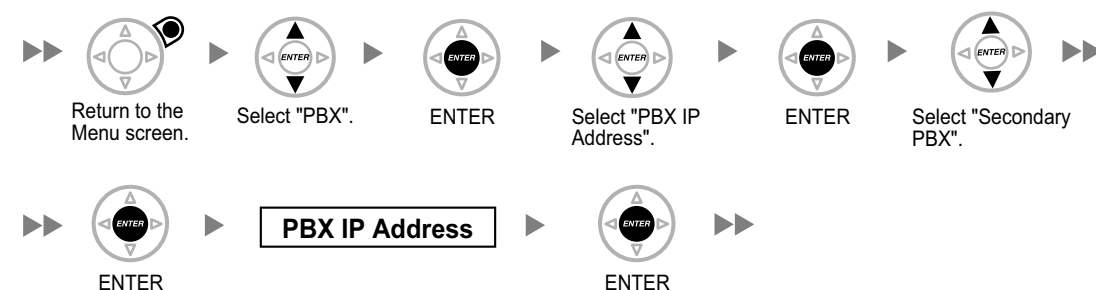 ENTER
ENTER
ENTER
ENTER
ENTER
Return to the
Menu screen.
Select "PBX".
ENTER
Select "PBX IP
Address".
ENTER
Select "Secondary
PBX".
ENTER
PBX IP Address
ENTER
ENTER
ENTER